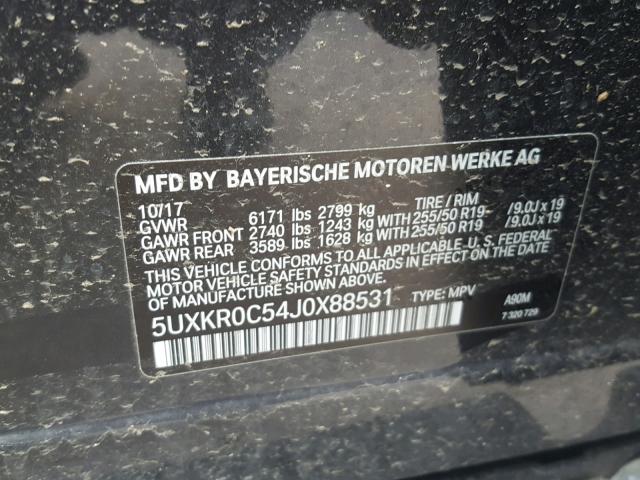 MFD BY BAYERISCHE MOTOREN WERKE AG
10/17 TIRE / RIM
GVWR 6171 lbs 2799 kg
GAWR FRONT 2740 lbs 1243 kg WITH 255/50 R19 /9.0J x 19
GAWR REAR 3589 lbs 1628 kg WITH 255/50 R19 /9.0J x 19
THIS VEHICLE CONFORMS TO ALL APPLICABLE U. S. FEDERAL
MOTOR VEHICLE SAFETY STANDARDS IN EFFECT ON THE DATE
OF MANUFACTURE SHOWN ABOVE.
5UXKR0C54J0X88531 TYPE: MPV A90M
7 320 729